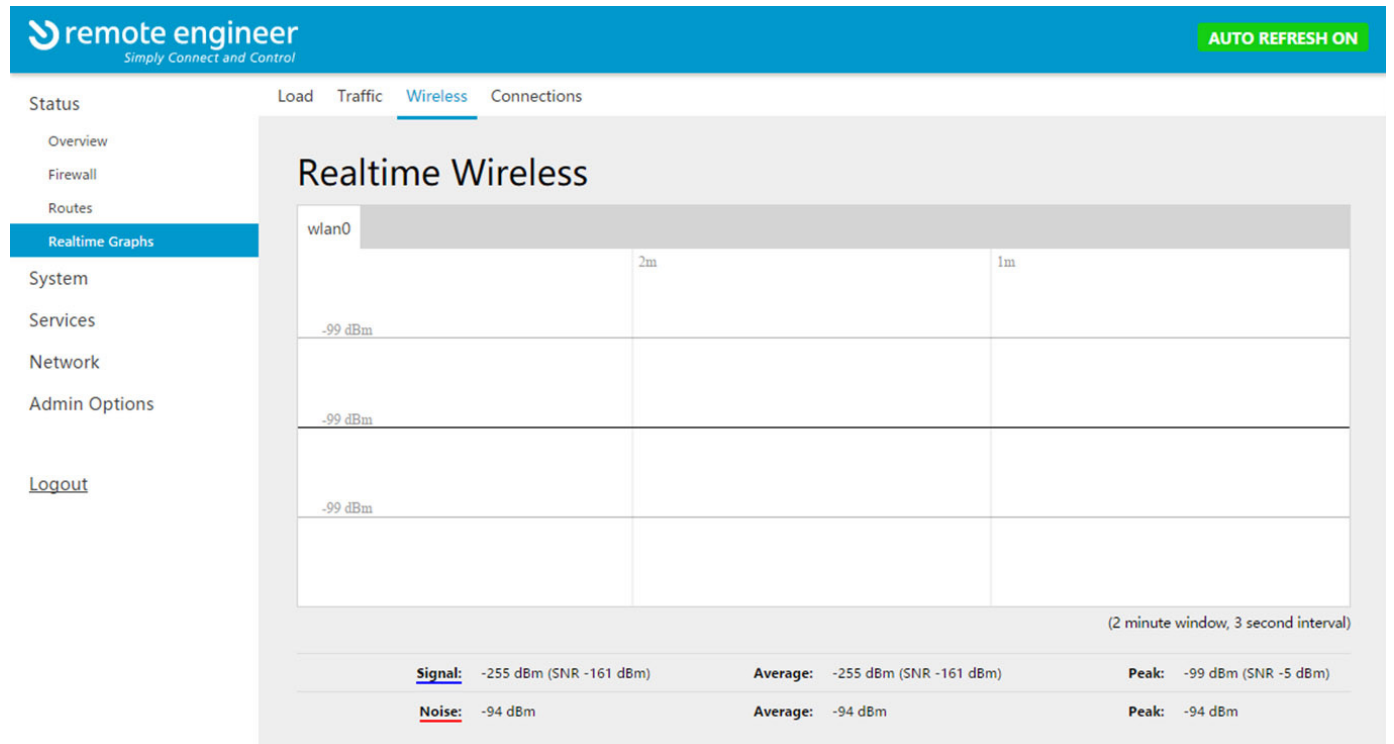 remote engineer
Simply Connect and Control
AUTO REFRESH ON
Status
Overview
Firewall
Routes
Realtime Graphs
System
Services
Network
Admin Options
Logout
Load Traffic Wireless Connections
Realtime Wireless
wlan0
2m 1m
-99 dBm
-99 dBm
-99 dBm
(2 minute window, 3 second interval)
Signal: -255 dBm (SNR -161 dBm) Average: -255 dBm (SNR -161 dBm) Peak: -99 dBm (SNR -5 dBm)
Noise: -94 dBm Average: -94 dBm Peak: -94 dBm